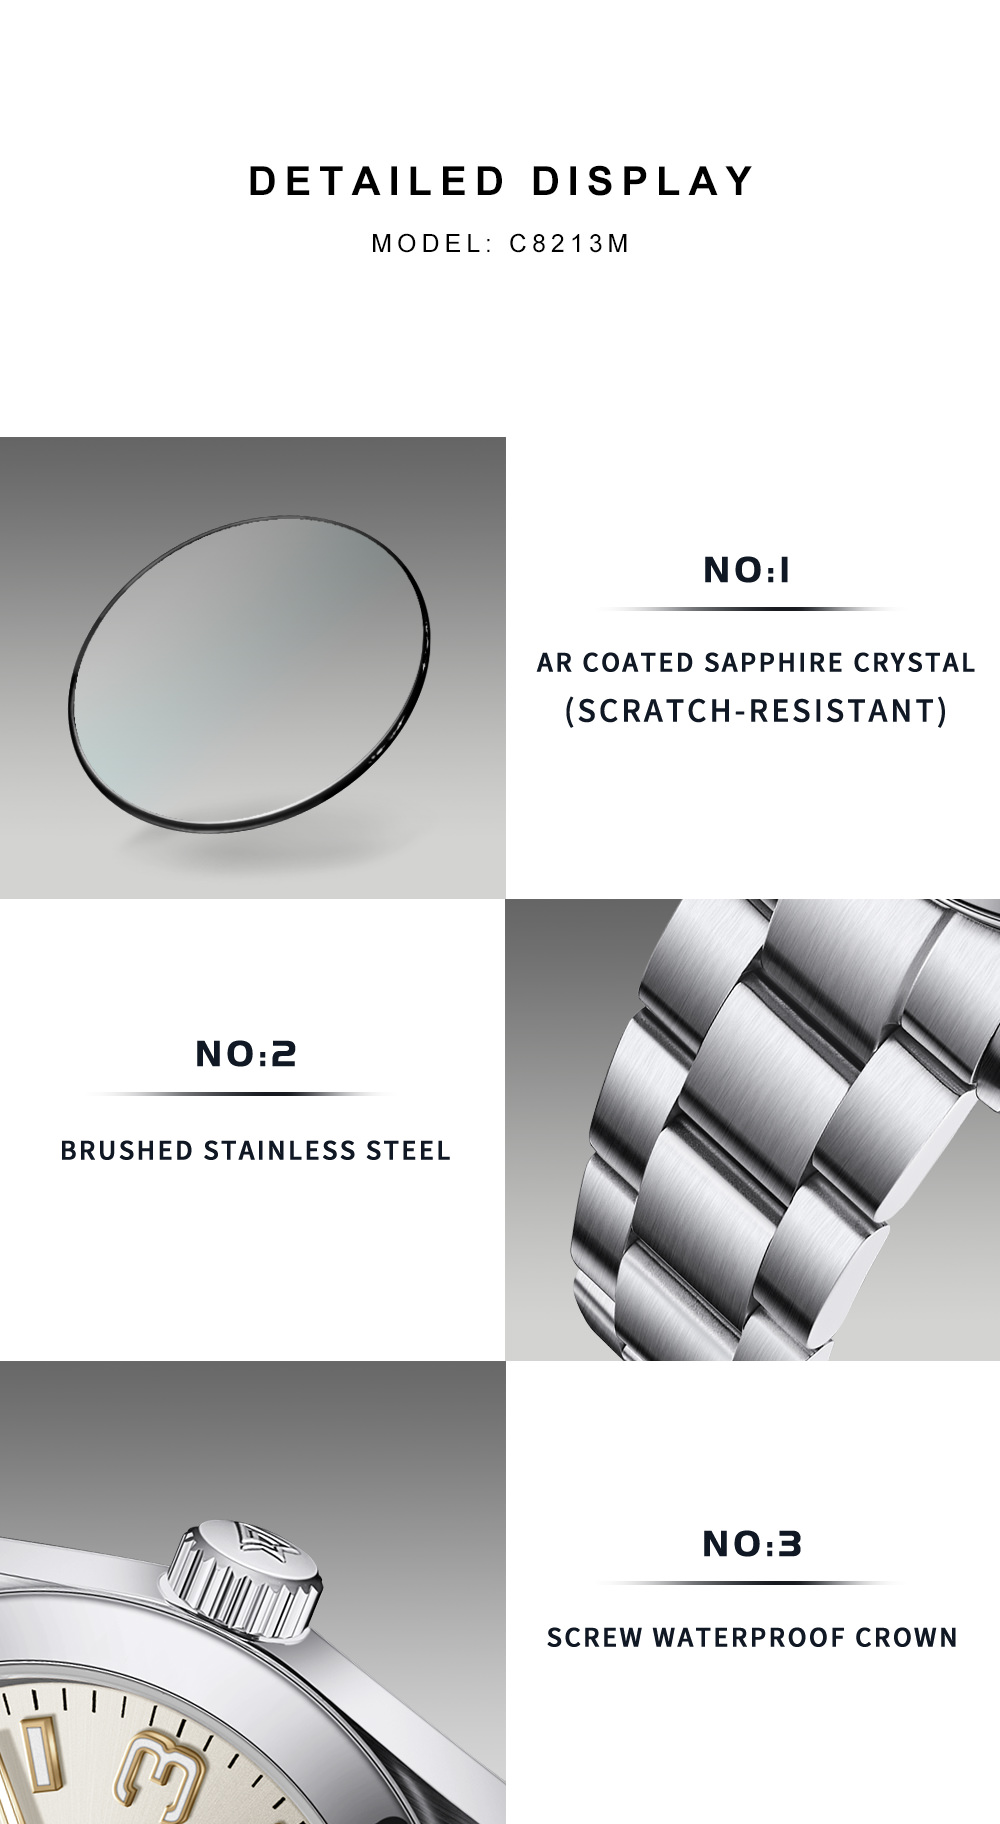 DETAILED DISPLAY
MODEL: C8213M
NO:1
AR COATED SAPPHIRE CRYSTAL
(SCRATCH-RESISTANT)
NO:2
BRUSHED STAINLESS STEEL
NO:3
SCREW WATERPROOF CROWN
3